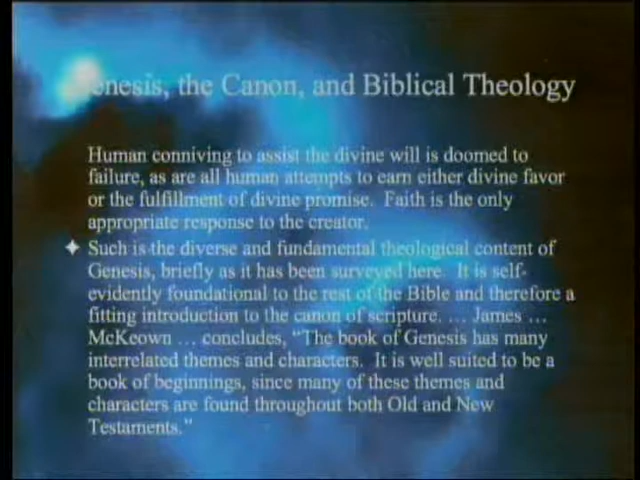 Genesis, the Canon, and Biblical Theology
Human conniving to assist the divine will is doomed to
failure, as are all human attempts to earn either divine favor
or the fulfillment of divine promise. Faith is the only
appropriate response to the creator.
✦ Such is the diverse and fundamental theological content of
Genesis, briefly as it has been surveyed here. It is self-
evidently foundational to the rest of the Bible and therefore a
fitting introduction to the canon of scripture. … James …
McKeown … concludes, “The book of Genesis has many
interrelated themes and characters. It is well suited to be a
book of beginnings, since many of these themes and
characters are found throughout both Old and New
Testaments.”